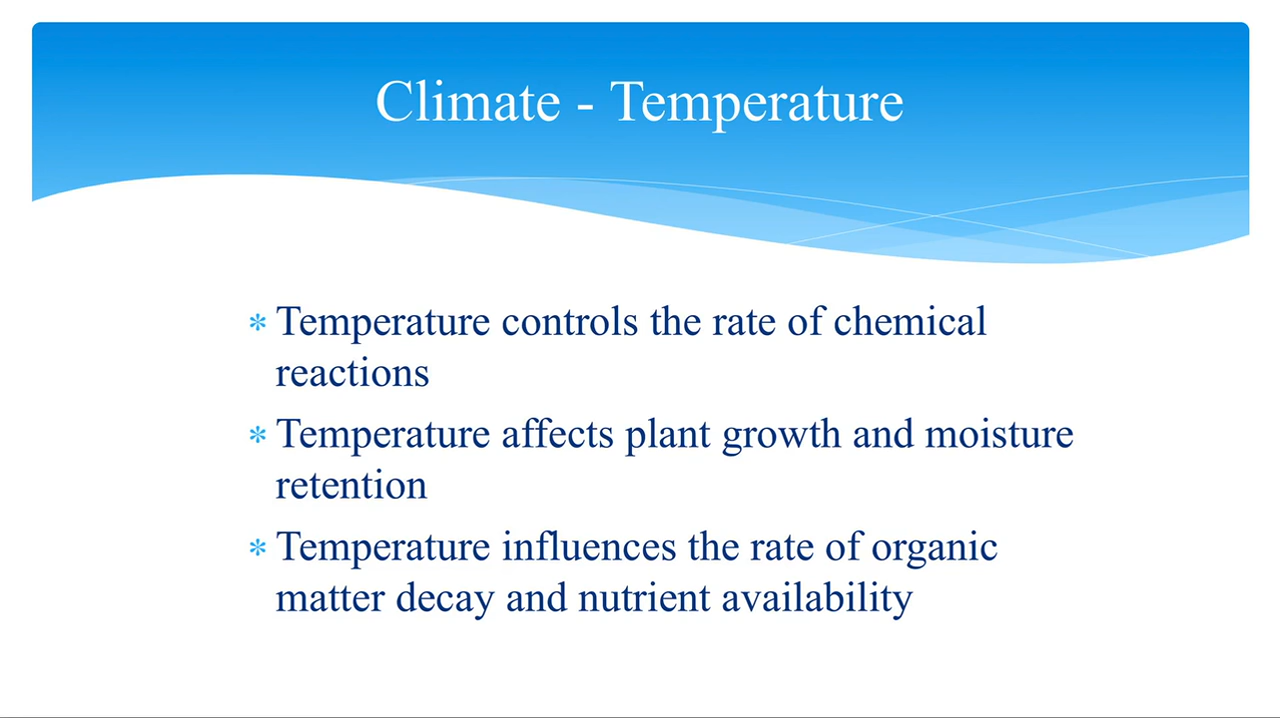 Climate - Temperature
* Temperature controls the rate of chemical
reactions
* Temperature affects plant growth and moisture
retention
* Temperature influences the rate of organic
matter decay and nutrient availability